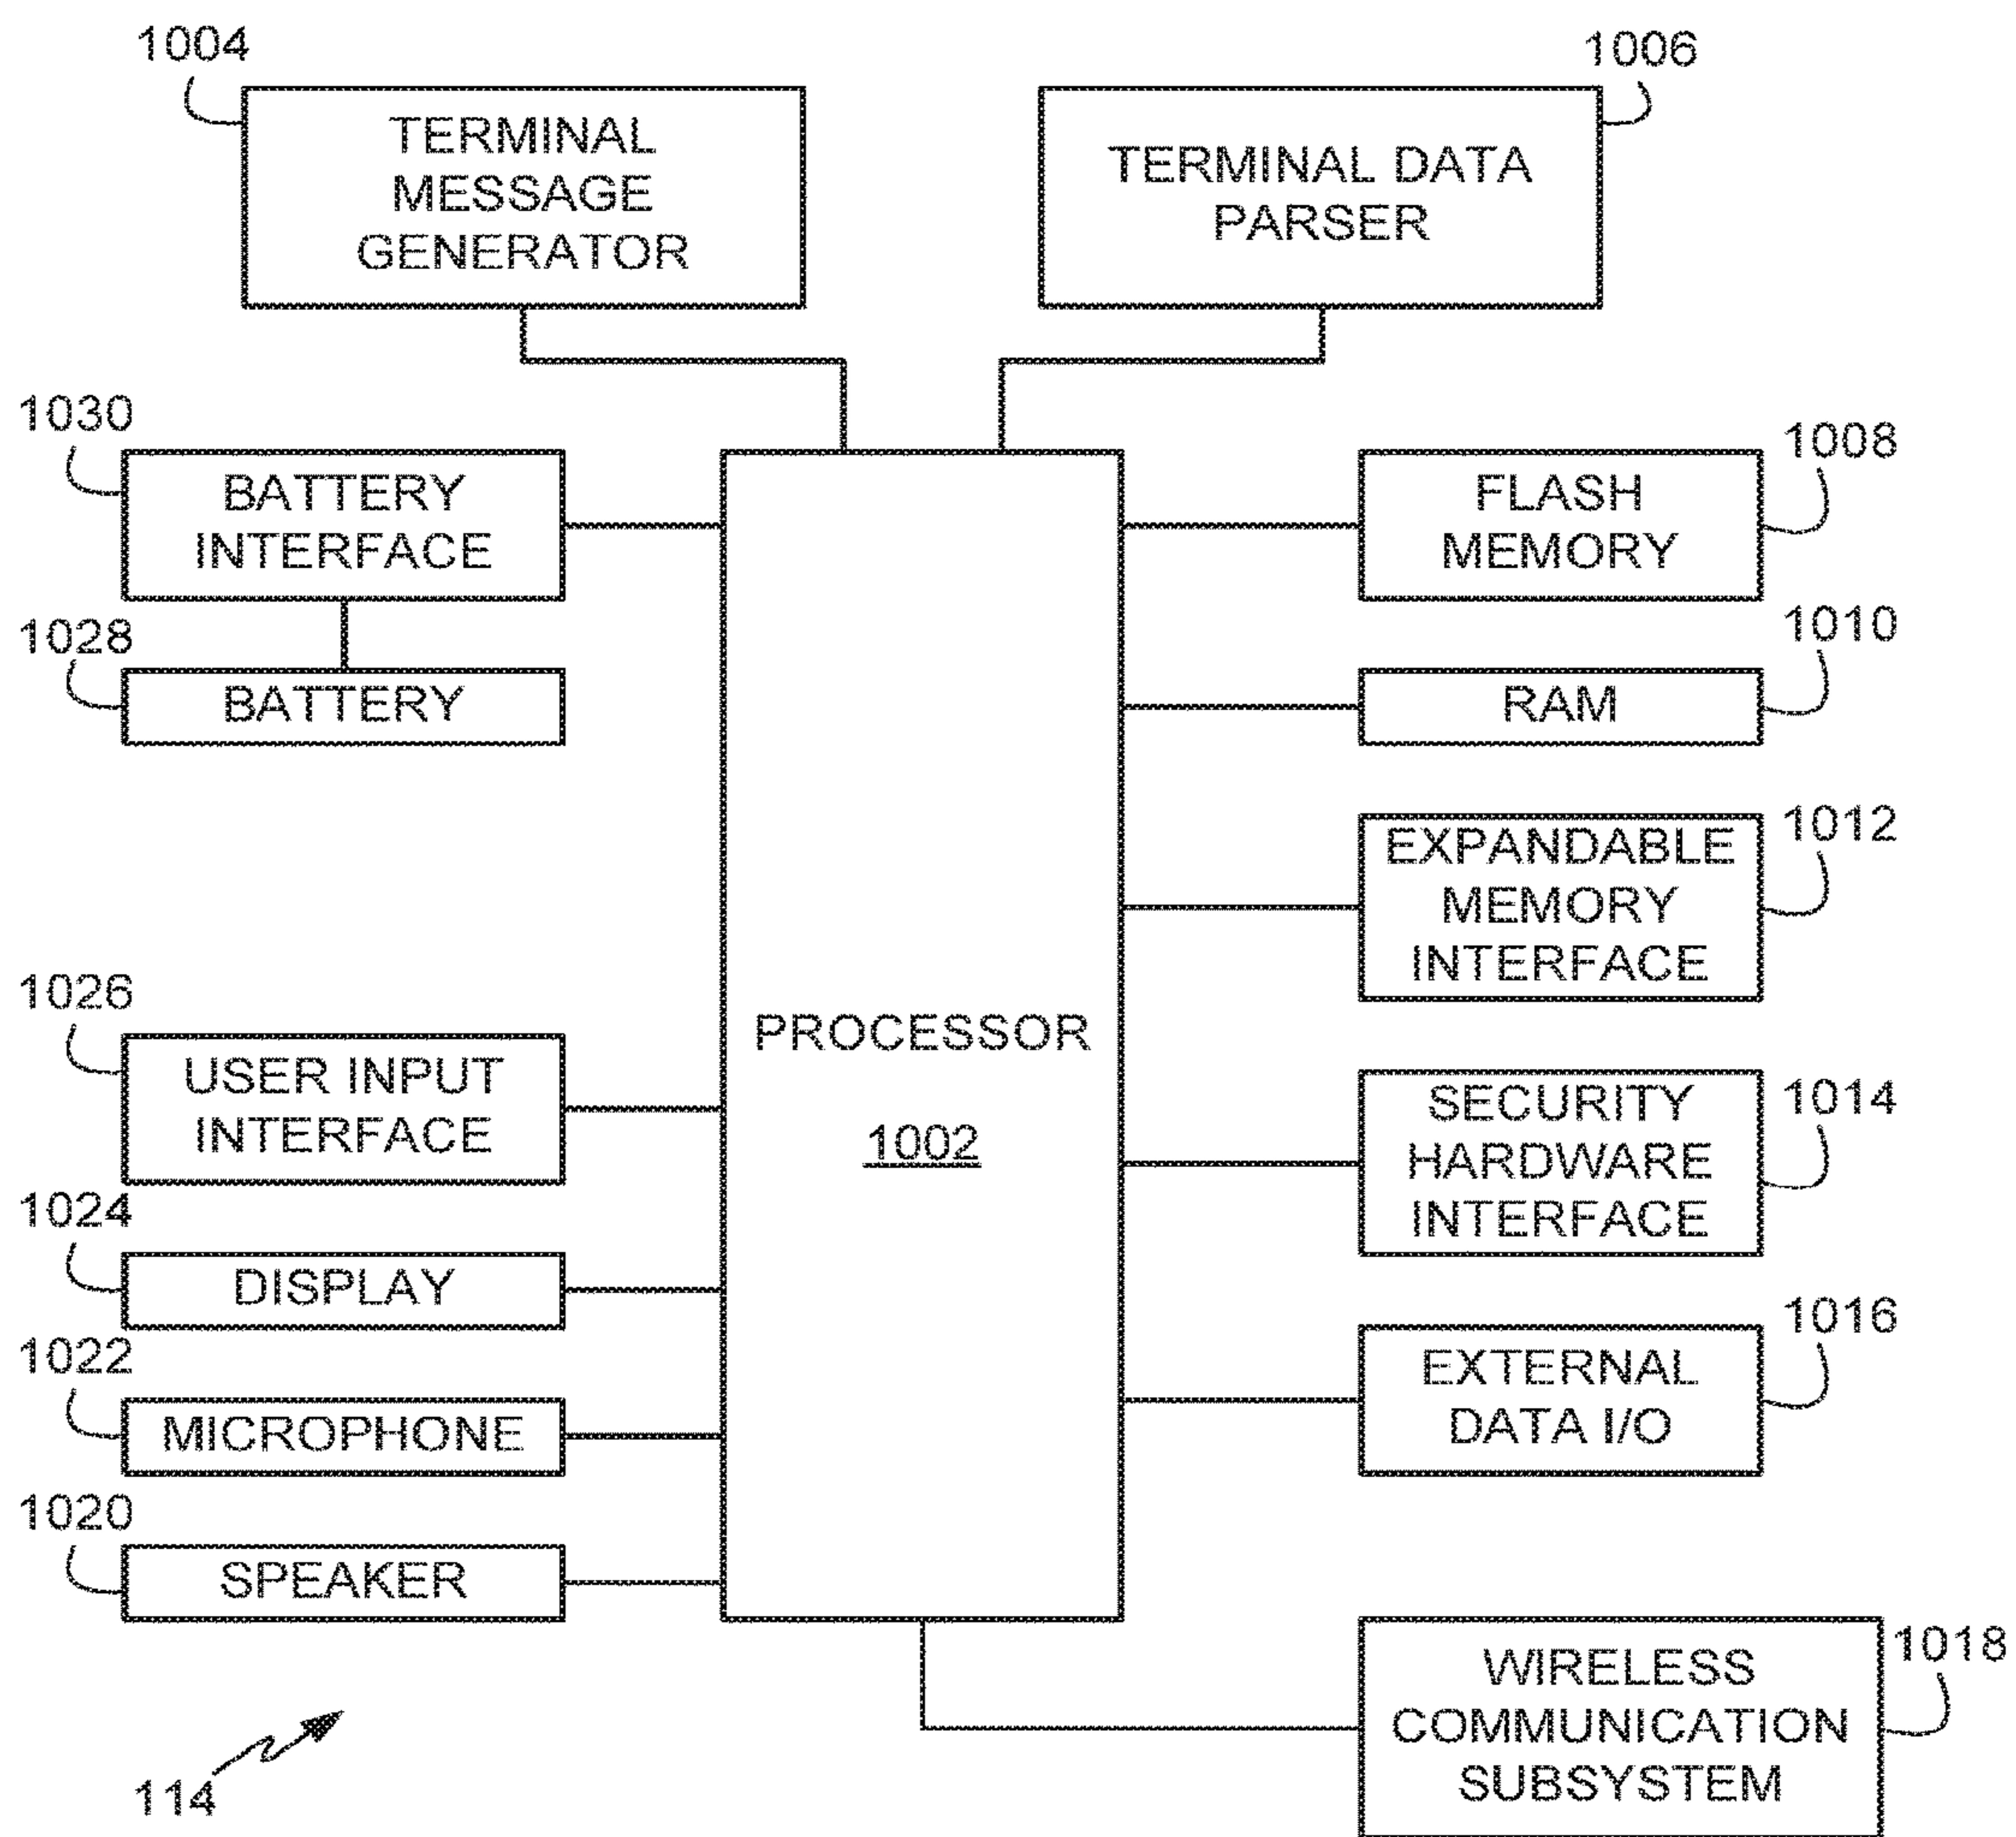 1004
TERMINAL
MESSAGE
GENERATOR
1006
TERMINAL DATA
PARSER
1030
BATTERY
INTERFACE
1028
BATTERY
1026
USER INPUT
INTERFACE
1024
DISPLAY
1022
MICROPHONE
1020
SPEAKER
PROCESSOR
1002
1008
FLASH
MEMORY
1010
RAM
1012
EXPANDABLE
MEMORY
INTERFACE
1014
SECURITY
HARDWARE
INTERFACE
1016
EXTERNAL
DATA I/O
1018
WIRELESS
COMMUNICATION
SUBSYSTEM
114